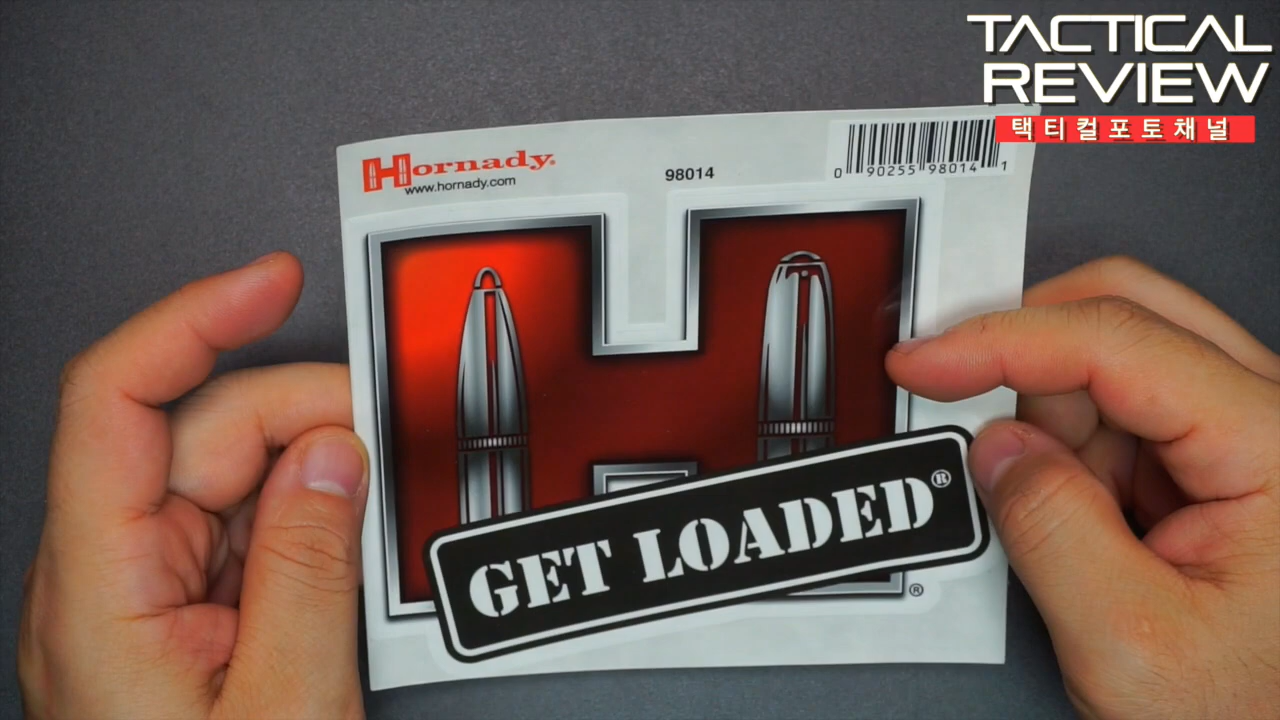 TACTICAL
REVIEW
택티컬포토채널
Hornady®
www.hornady.com
98014
0 90255 98014 1
GET LOADED®
®